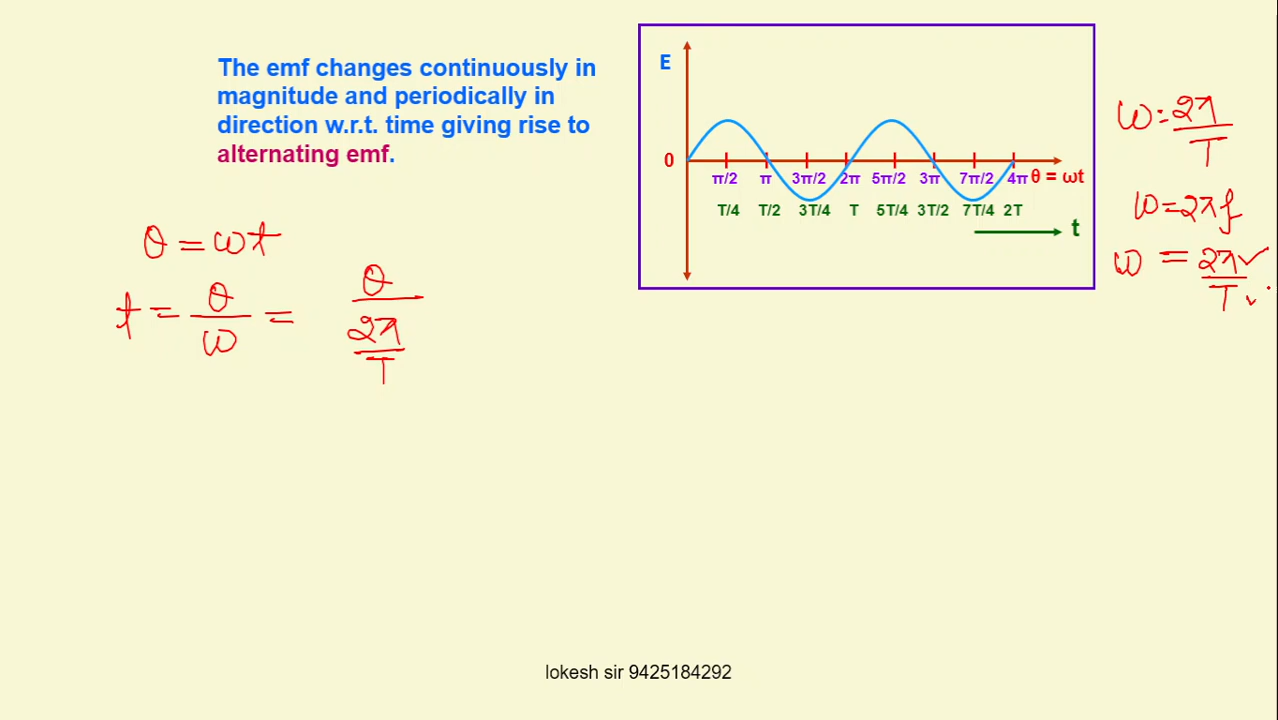 The emf changes continuously in
magnitude and periodically in
direction w.r.t. time giving rise to
alternating emf.
E
0
π/2 π 3π/2 2π 5π/2 3π 7π/2 4π θ = ωt
T/4 T/2 3T/4 T 5T/4 3T/2 7T/4 2T
t
ω = 2π/T
ω = 2πf
ω = 2π✓/T✓
θ = ωt
t = θ/ω = θ/(2π/T)
lokesh sir 9425184292